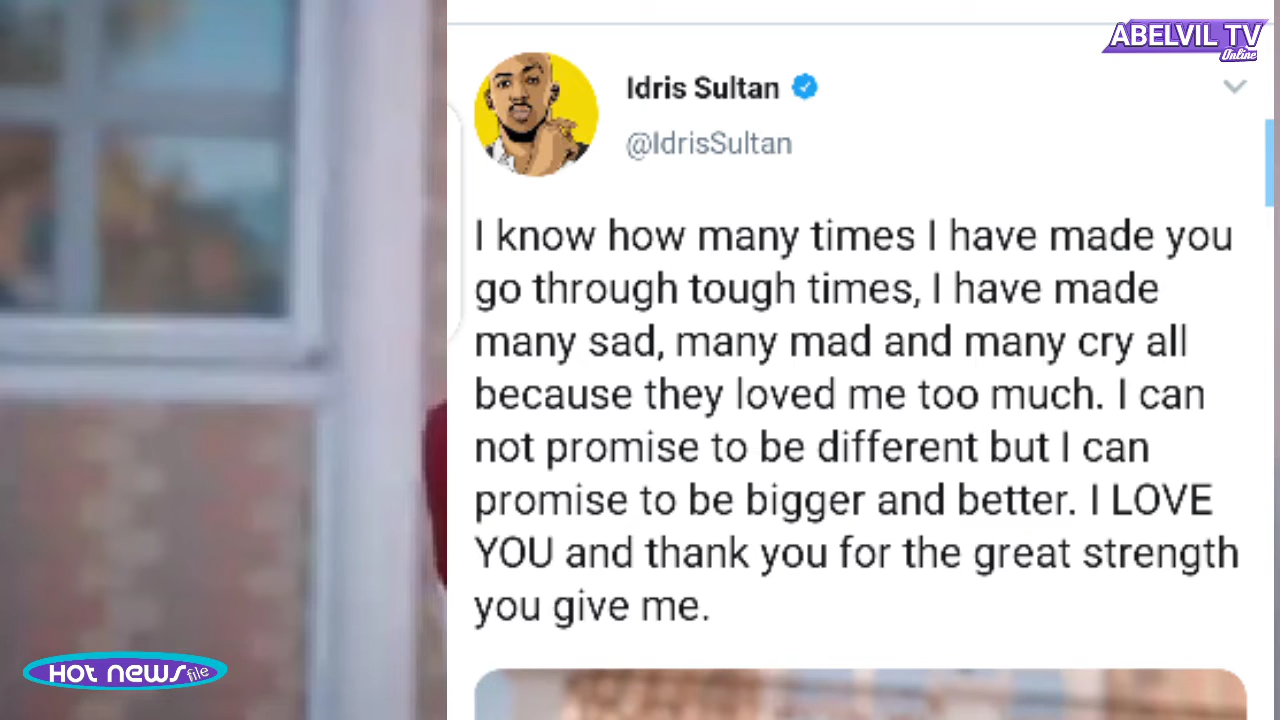 ABELVIL TV
Online
Idris Sultan
@IdrisSultan
I know how many times I have made you
go through tough times, I have made
many sad, many mad and many cry all
because they loved me too much. I can
not promise to be different but I can
promise to be bigger and better. I LOVE
YOU and thank you for the great strength
you give me.
HOT NEWS file